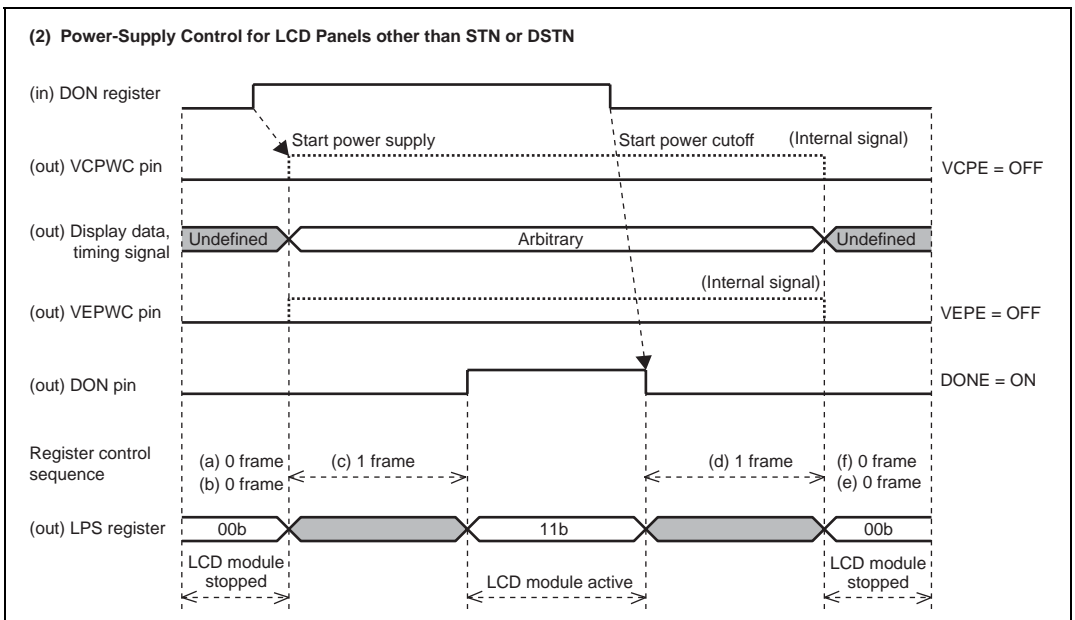 (2) Power-Supply Control for LCD Panels other than STN or DSTN
(in) DON register
Start power supply
Start power cutoff
(Internal signal)
(out) VCPWC pin
VCPE = OFF
(out) Display data,
timing signal
Undefined
Arbitrary
Undefined
(Internal signal)
(out) VEPWC pin
VEPE = OFF
(out) DON pin
DONE = ON
Register control
sequence
(a) 0 frame
(b) 0 frame
(c) 1 frame
(d) 1 frame
(f) 0 frame
(e) 0 frame
(out) LPS register
00b
11b
00b
LCD module
stopped
LCD module active
LCD module
stopped